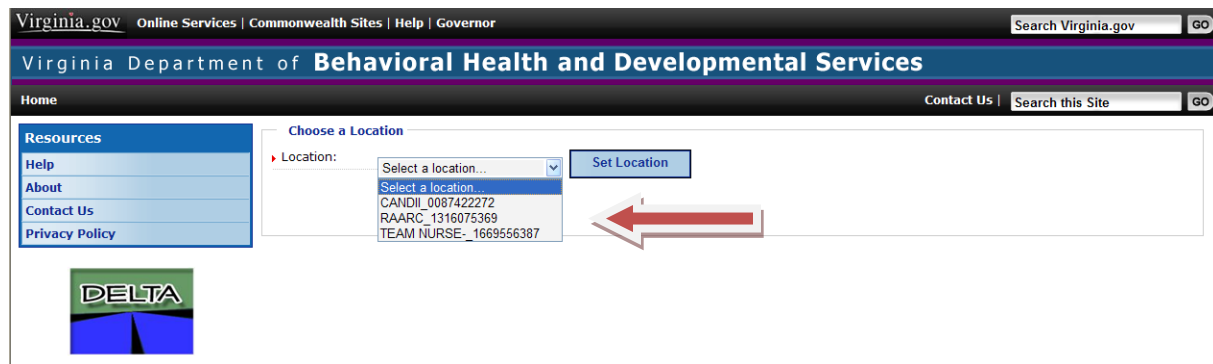 Virginia.gov Online Services | Commonwealth Sites | Help | Governor Search Virginia.gov GO
Virginia Department of Behavioral Health and Developmental Services
Home Contact Us | Search this Site GO
Resources
Help
About
Contact Us
Privacy Policy
DELTA
Choose a Location
Location: Select a location... Set Location
Select a location...
CANDII_0087422272
RAARC_1316075369
TEAM NURSE-_1669556387